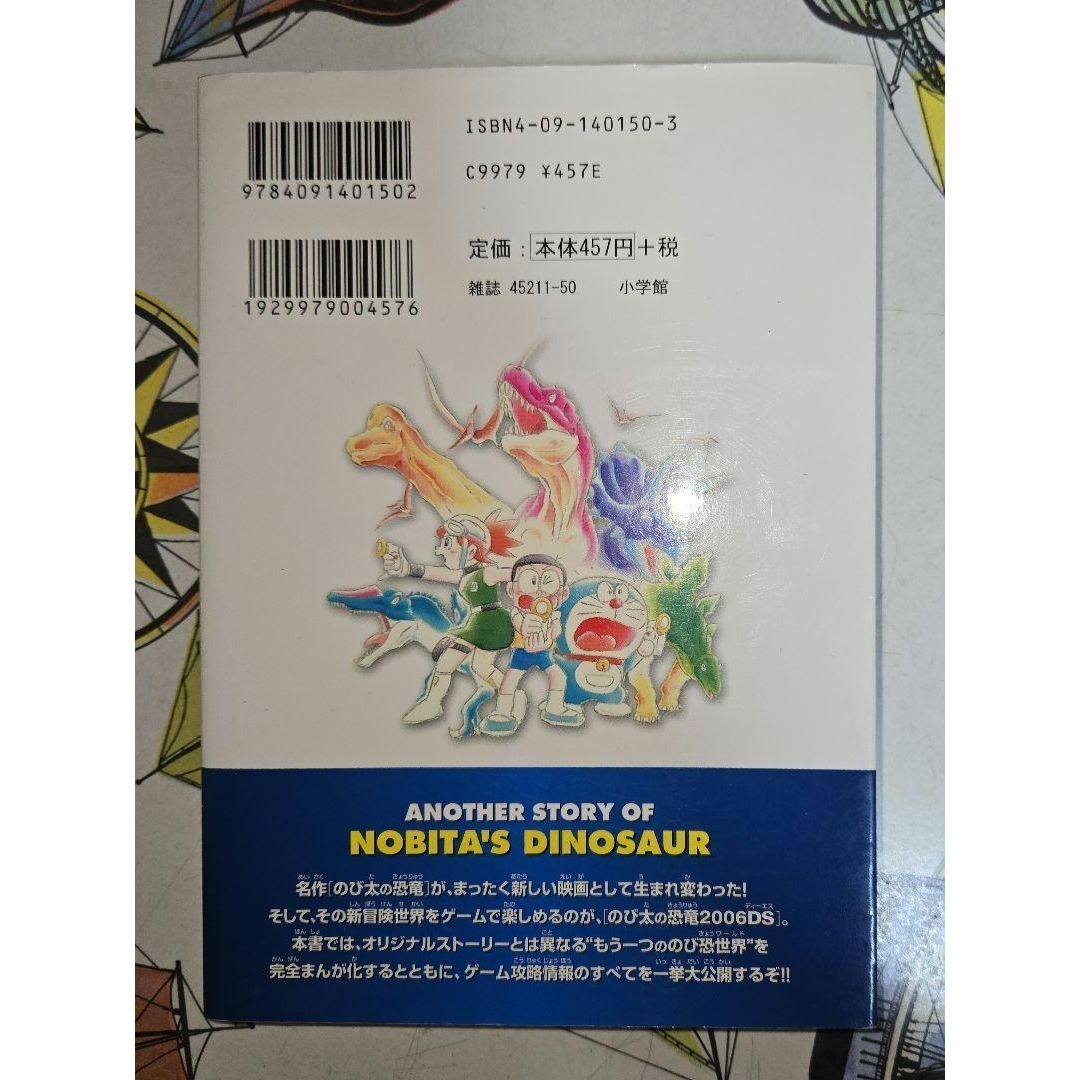 ISBN4-09-140150-3
9784091401502
C9979 ¥457E
定価：本体457円+税
1929979004576
雑誌 45211-50 小学館
ANOTHER STORY OF
NOBITA'S DINOSAUR
名作[のび太の恐竜]が、まったく新しい映画として生まれ変わった!
そして、その新冒険世界をゲームで楽しめるのが、[のび太の恐竜2006DS]。
本書では、オリジナルストーリーとは異なる“もう一つののび恐世界”を
完全まんが化するとともに、ゲーム攻略情報のすべてを一挙大公開するぞ!!